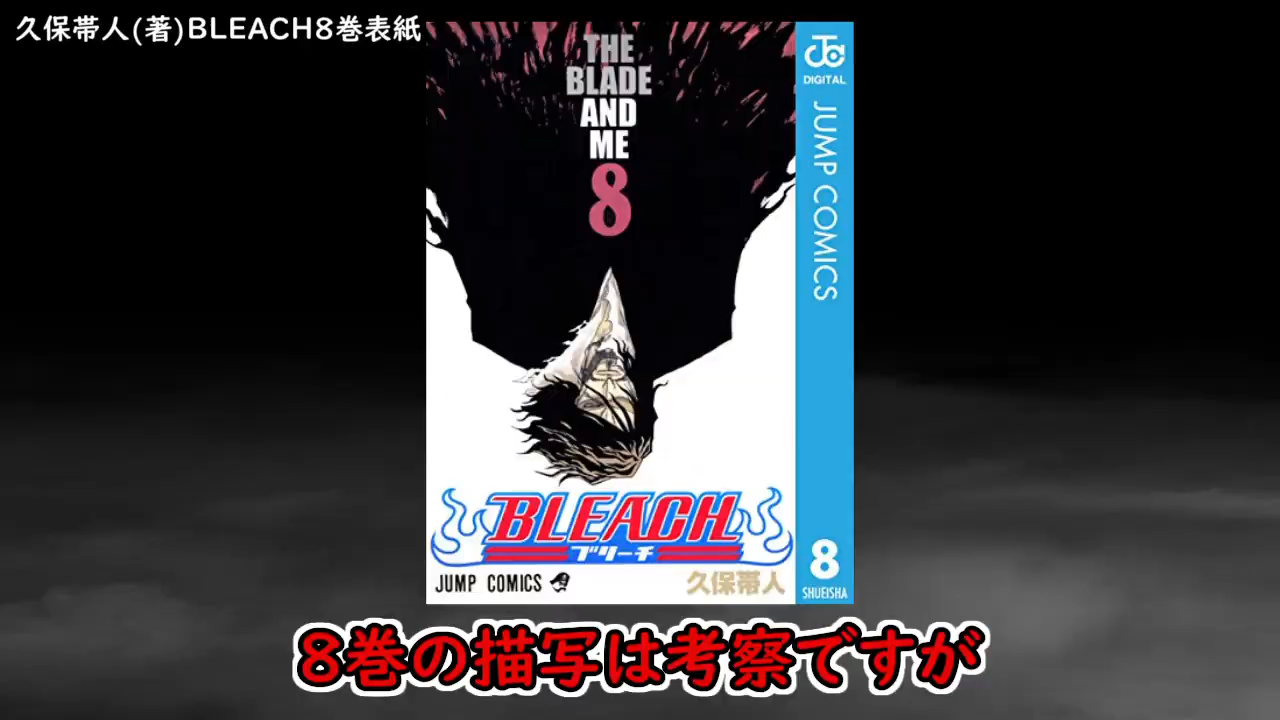 久保帯人(著)BLEACH8巻表紙
THE
BLADE
AND
ME
8
JC
DIGITAL
JUMP COMICS
BLEACH
ブリーチ
JUMP COMICS
久保帯人
8
SHUEISHA
8巻の描写は考察ですが